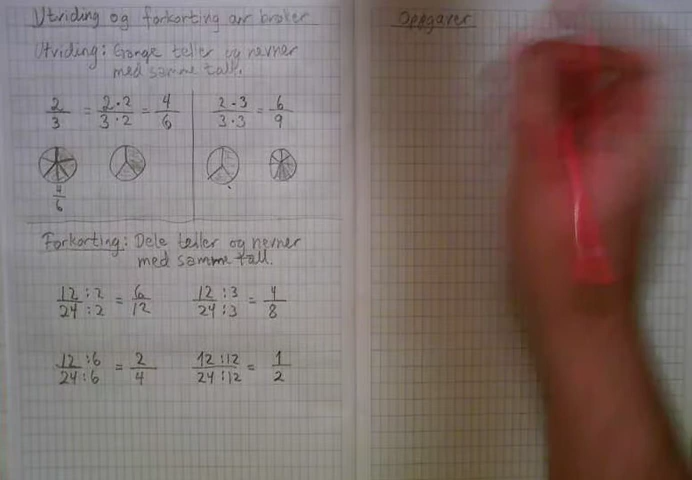 Utviding og forkorting av brøker
Utviding: Gange teller og nevner
med samme tall.
2/3 = 2·2/3·2 = 4/6
2·3/3·3 = 6/9
4/6
Forkorting: Dele teller og nevner
med samme tall.
12:2/24:2 = 6/12
12:3/24:3 = 4/8
12:6/24:6 = 2/4
12:12/24:12 = 1/2
Oppgaver